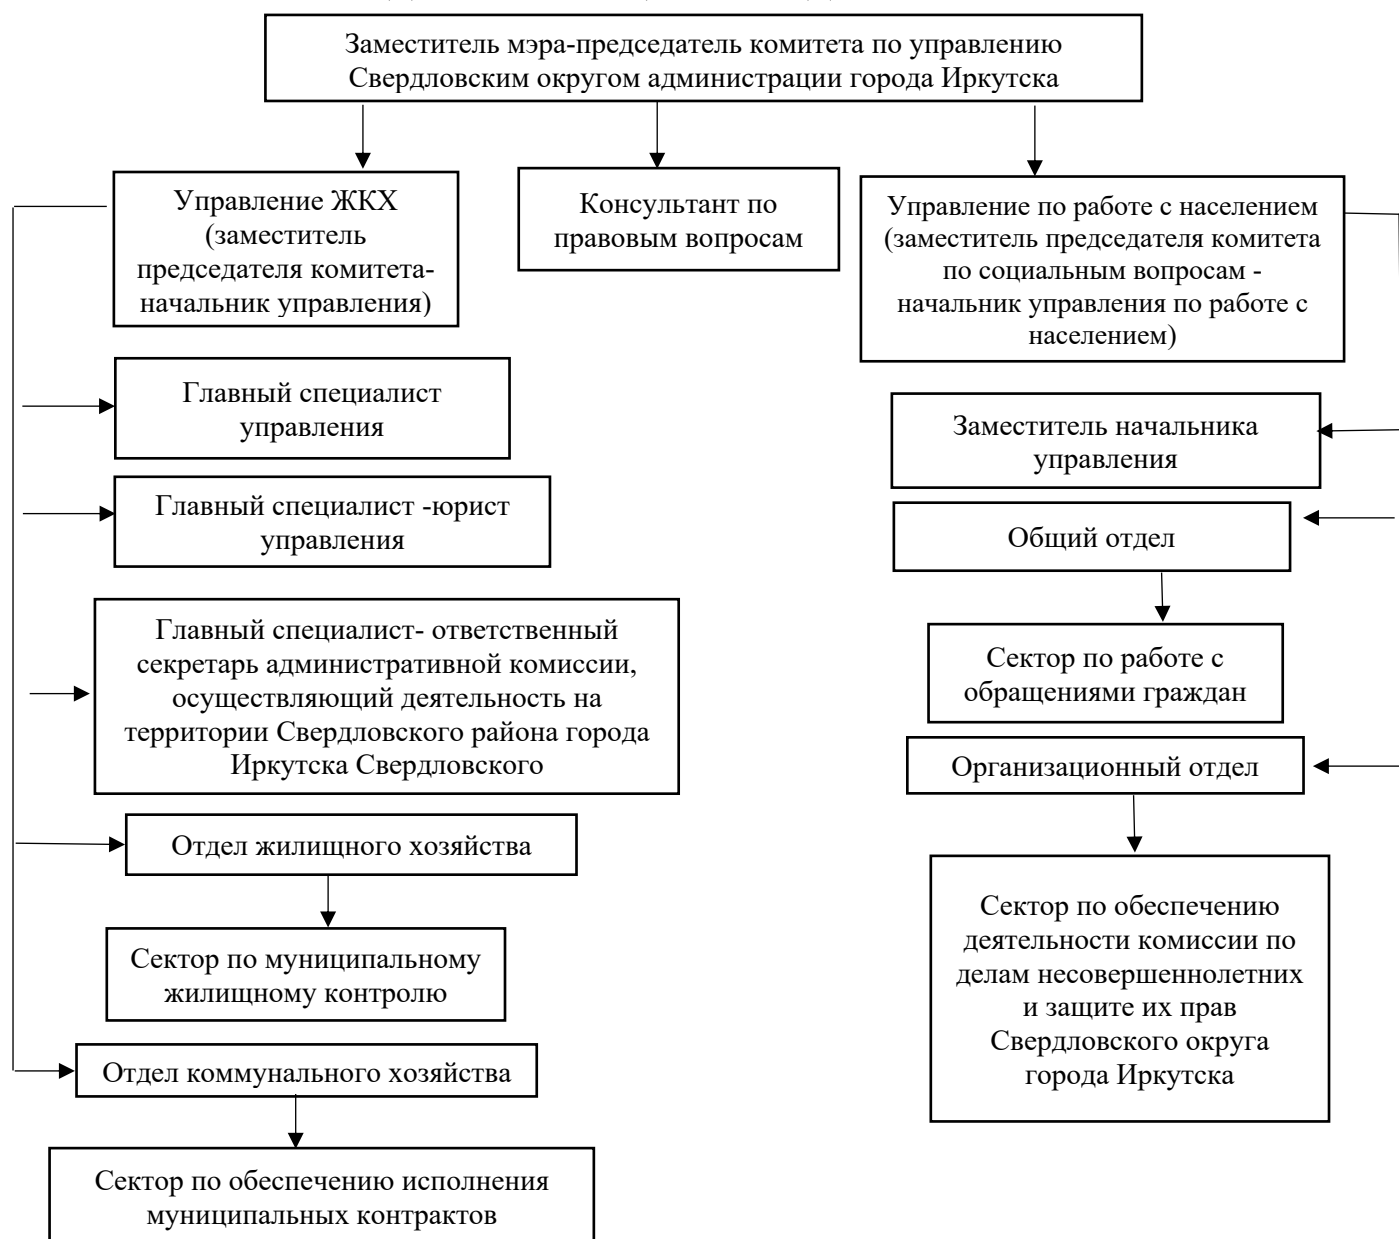 Заместитель мэра-председатель комитета по управлению
Свердловским округом администрации города Иркутска
Управление ЖКХ
(заместитель
председателя комитета-
начальник управления)
Консультант по
правовым вопросам
Управление по работе с населением
(заместитель председателя комитета
по социальным вопросам -
начальник управления по работе с
населением)
Главный специалист
управления
Главный специалист -юрист
управления
Главный специалист- ответственный
секретарь административной комиссии,
осуществляющий деятельность на
территории Свердловского района города
Иркутска Свердловского
Отдел жилищного хозяйства
Сектор по муниципальному
жилищному контролю
Отдел коммунального хозяйства
Сектор по обеспечению исполнения
муниципальных контрактов
Заместитель начальника
управления
Общий отдел
Сектор по работе с
обращениями граждан
Организационный отдел
Сектор по обеспечению
деятельности комиссии по
делам несовершеннолетних
и защите их прав
Свердловского округа
города Иркутска